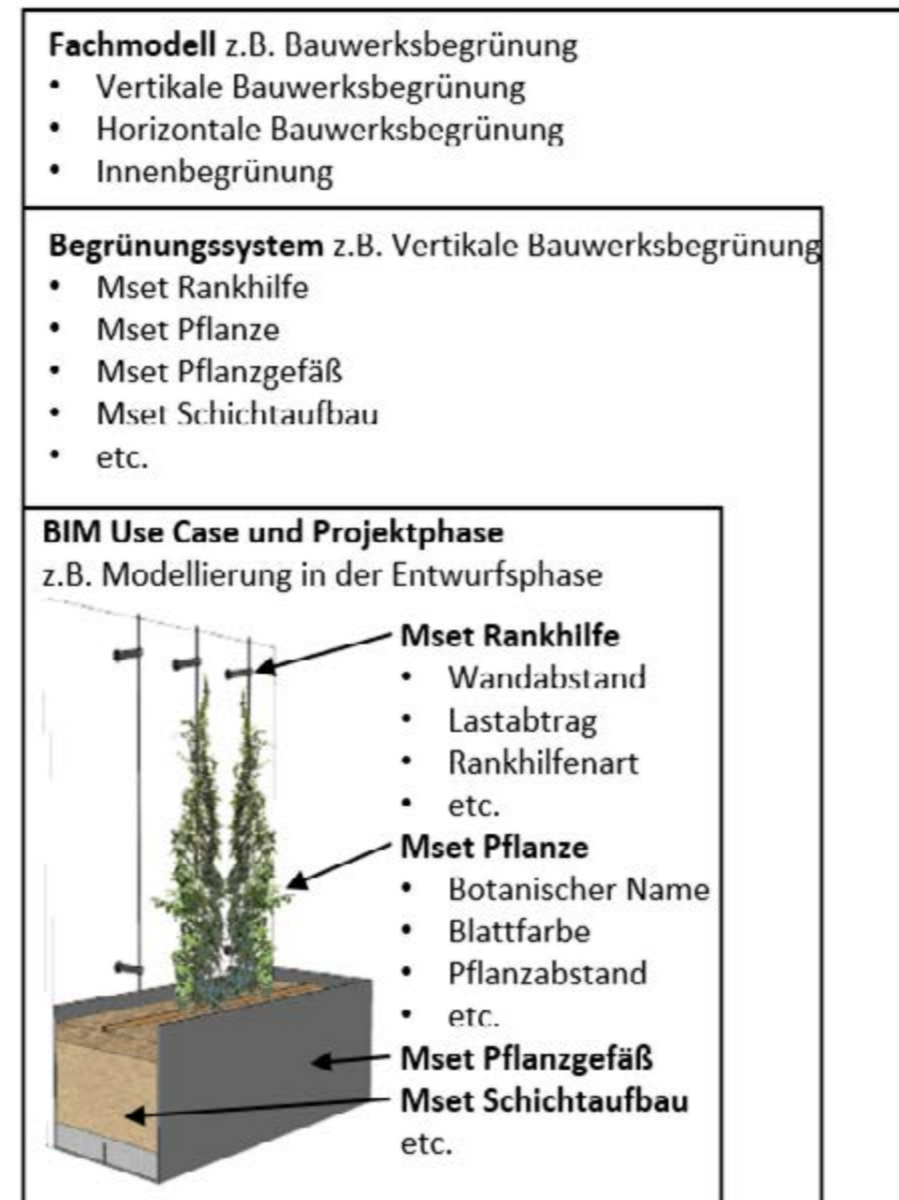 Fachmodell z.B. Bauwerksbegrünung
• Vertikale Bauwerksbegrünung
• Horizontale Bauwerksbegrünung
• Innenbegrünung
Begrünungssystem z.B. Vertikale Bauwerksbegrünung
• Mset Rankhilfe
• Mset Pflanze
• Mset Pflanzgefäß
• Mset Schichtaufbau
• etc.
BIM Use Case und Projektphase
z.B. Modellierung in der Entwurfsphase
Mset Rankhilfe
• Wandabstand
• Lastabtrag
• Rankhilfenart
• etc.
Mset Pflanze
• Botanischer Name
• Blattfarbe
• Pflanzabstand
• etc.
Mset Pflanzgefäß
Mset Schichtaufbau
etc.